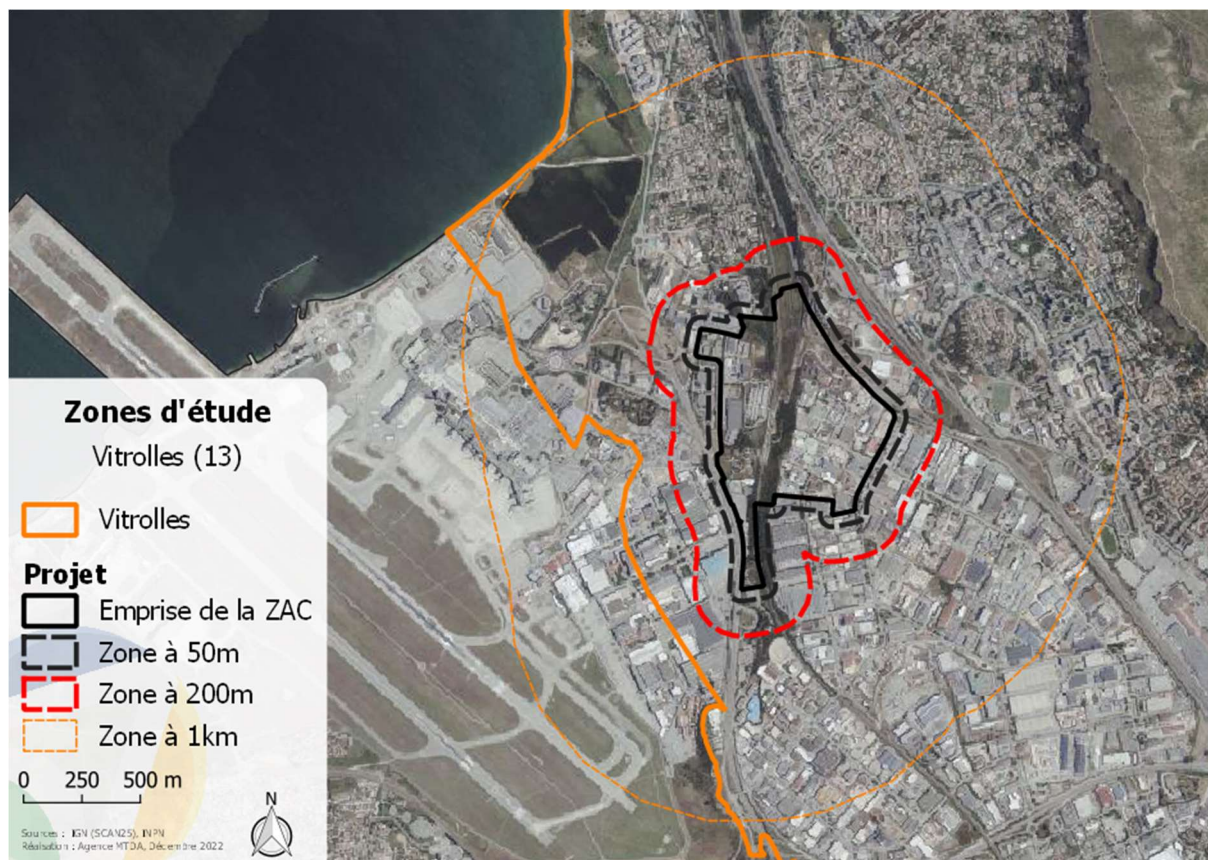 Zones d'étude
Vitrolles (13)
Vitrolles
Projet
Emprise de la ZAC
Zone à 50m
Zone à 200m
Zone à 1km
0 250 500 m
N
Sources : IGN (SCAN25), INPN
Réalisation : Agence MTDA, Décembre 2022